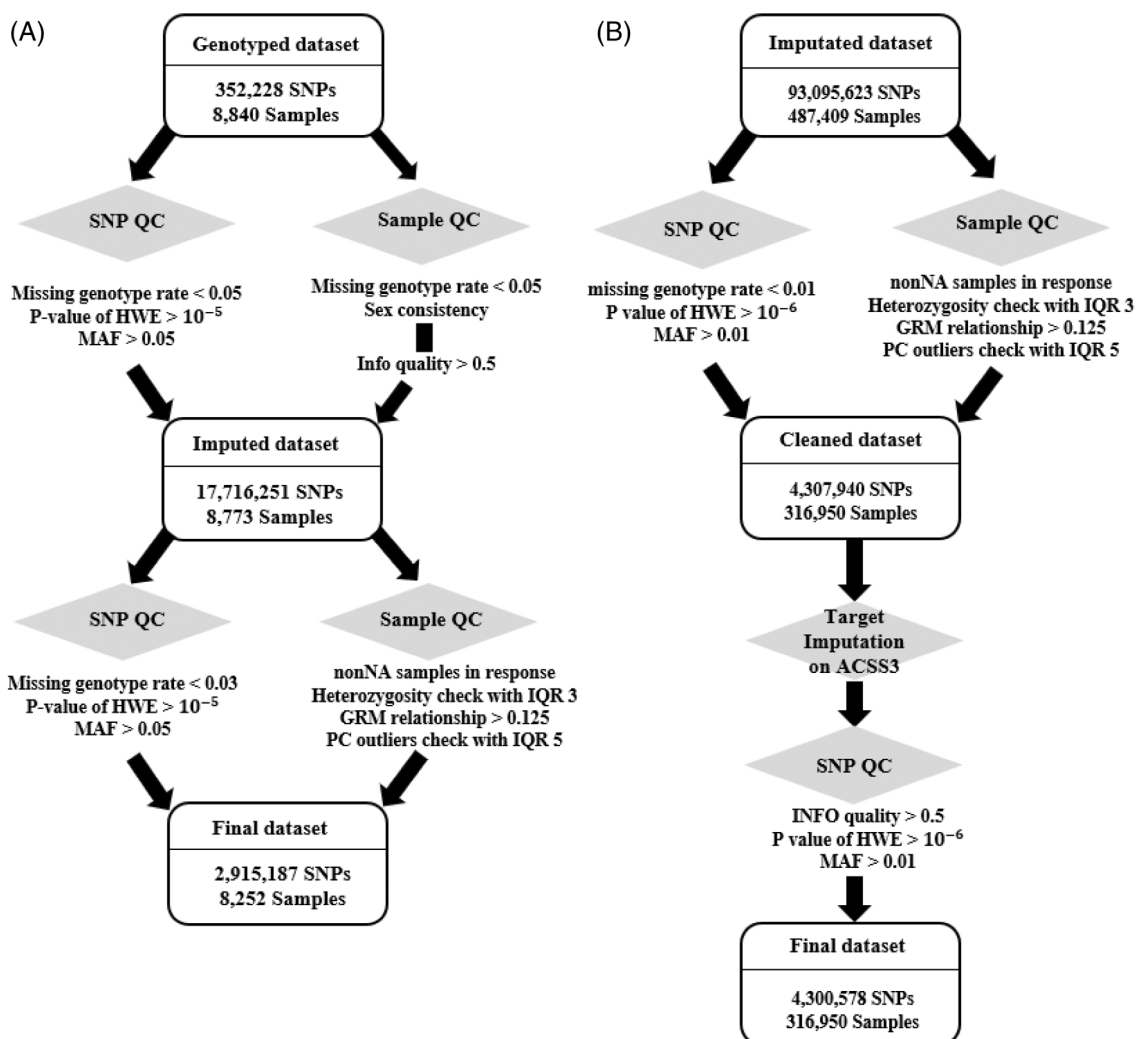 (A)
Genotyped dataset
352,228 SNPs
8,840 Samples
SNP QC
Missing genotype rate < 0.05
P-value of HWE > 10⁻⁵
MAF > 0.05
Sample QC
Missing genotype rate < 0.05
Sex consistency
Info quality > 0.5
Imputed dataset
17,716,251 SNPs
8,773 Samples
SNP QC
Missing genotype rate < 0.03
P-value of HWE > 10⁻⁵
MAF > 0.05
Sample QC
nonNA samples in response
Heterozygosity check with IQR 3
GRM relationship > 0.125
PC outliers check with IQR 5
Final dataset
2,915,187 SNPs
8,252 Samples
(B)
Imputated dataset
93,095,623 SNPs
487,409 Samples
SNP QC
missing genotype rate < 0.01
P value of HWE > 10⁻⁶
MAF > 0.01
Sample QC
nonNA samples in response
Heterozygosity check with IQR 3
GRM relationship > 0.125
PC outliers check with IQR 5
Cleaned dataset
4,307,940 SNPs
316,950 Samples
Target
Imputation
on ACSS3
SNP QC
INFO quality > 0.5
P value of HWE > 10⁻⁶
MAF > 0.01
Final dataset
4,300,578 SNPs
316,950 Samples